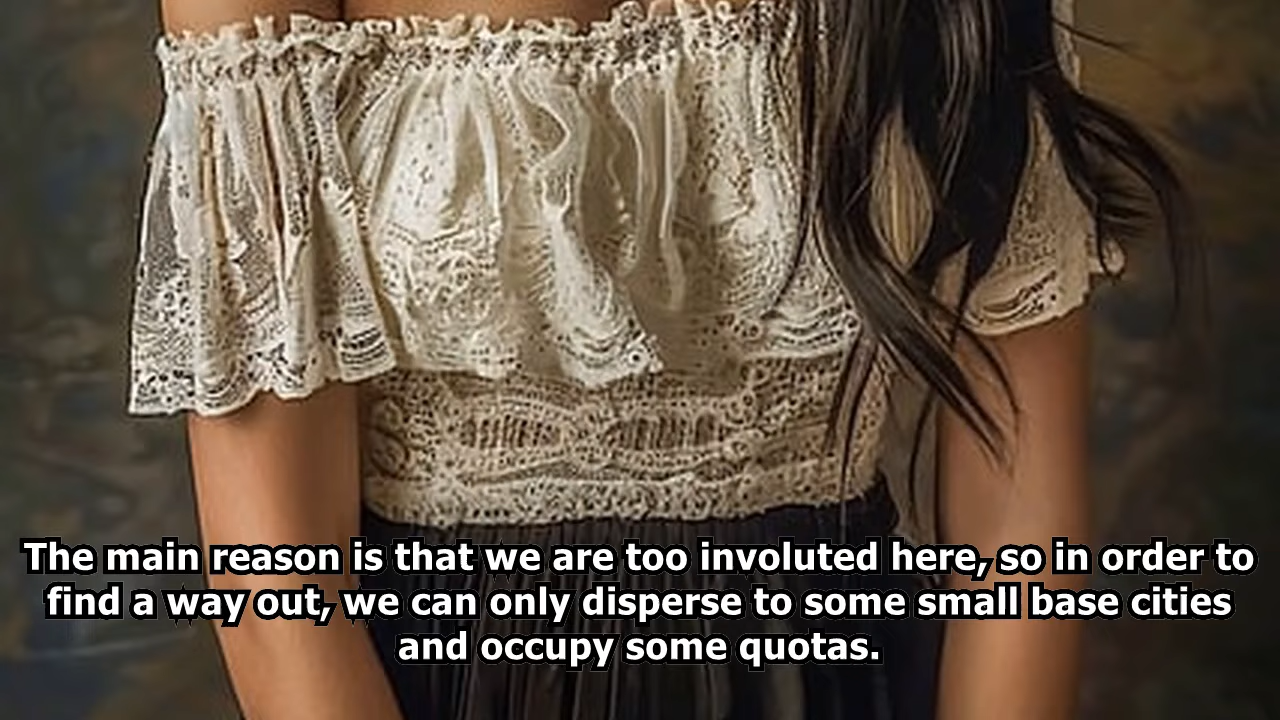 The main reason is that we are too involuted here, so in order to
find a way out, we can only disperse to some small base cities
and occupy some quotas.